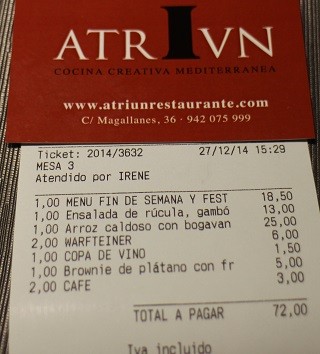 ATRIVN
COCINA CREATIVA MEDITERRANEA
www.atriunrestaurante.com
C/ Magallanes, 36 · 942 075 999
Ticket: 2014/3632 27/12/14 15:29
MESA 3
Atendido por IRENE
1,00 MENU FIN DE SEMANA Y FEST 18,50
1,00 Ensalada de rúcula, gambó 13,00
1,00 Arroz caldoso con bogavan 25,00
2,00 WARFTEINER 6,00
1,00 COPA DE VINO 1,50
1,00 Brownie de plátano con fr 5,00
2,00 CAFE 3,00
TOTAL A PAGAR 72,00
Iva incluido